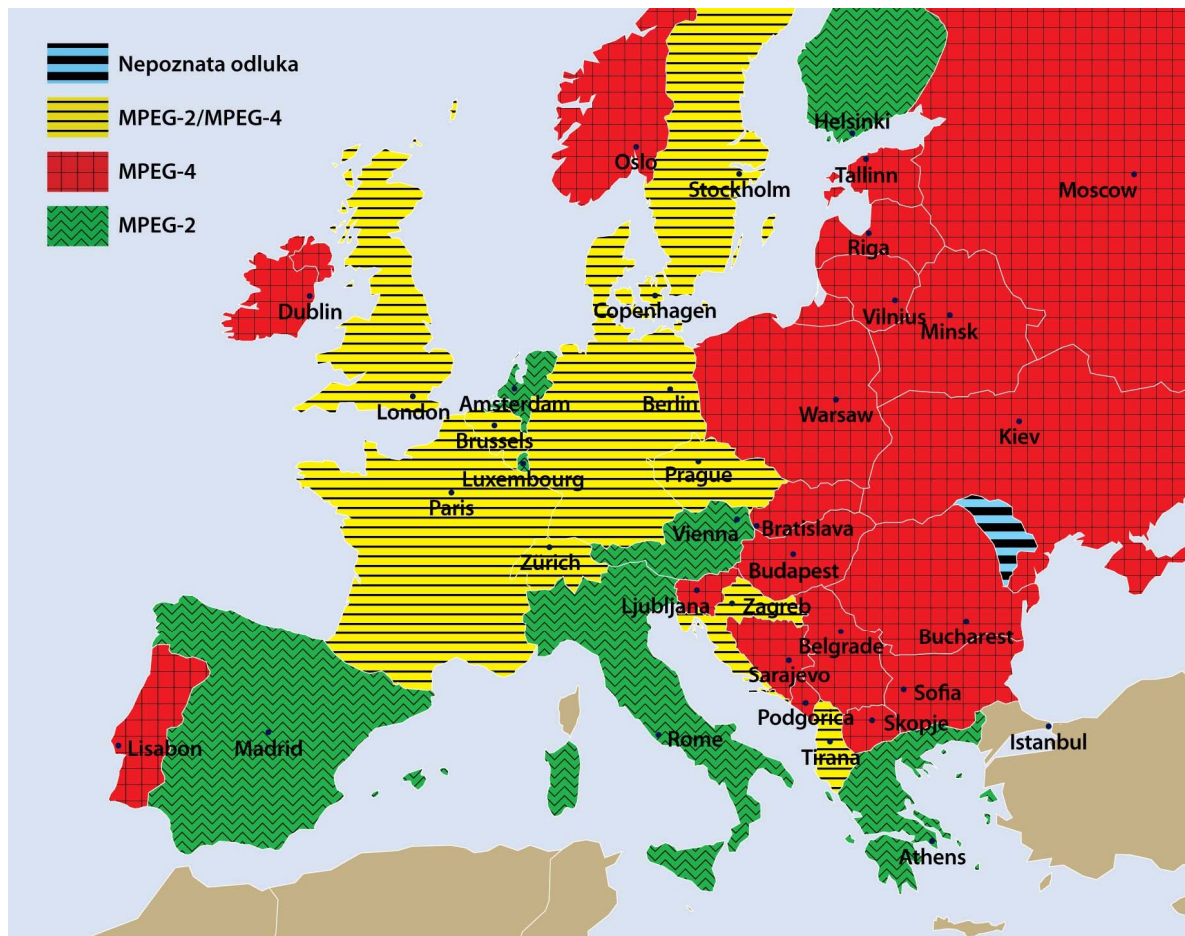 Nepoznata odluka
MPEG-2/MPEG-4
MPEG-4
MPEG-2
Helsinki
Oslo
Tallinn
Stockholm
Moscow
Riga
Dublin
Copenhagen
Vilnius
Minsk
London
Amsterdam
Berlin
Warsaw
Kiev
Brussels
Prague
Luxembourg
Paris
Vienna
Bratislava
Zürich
Budapest
Ljubljana
Zagreb
Belgrade
Bucharest
Sarajevo
Sofia
Podgorica
Skopje
Lisabon
Madrid
Rome
Istanbul
Tirana
Athens